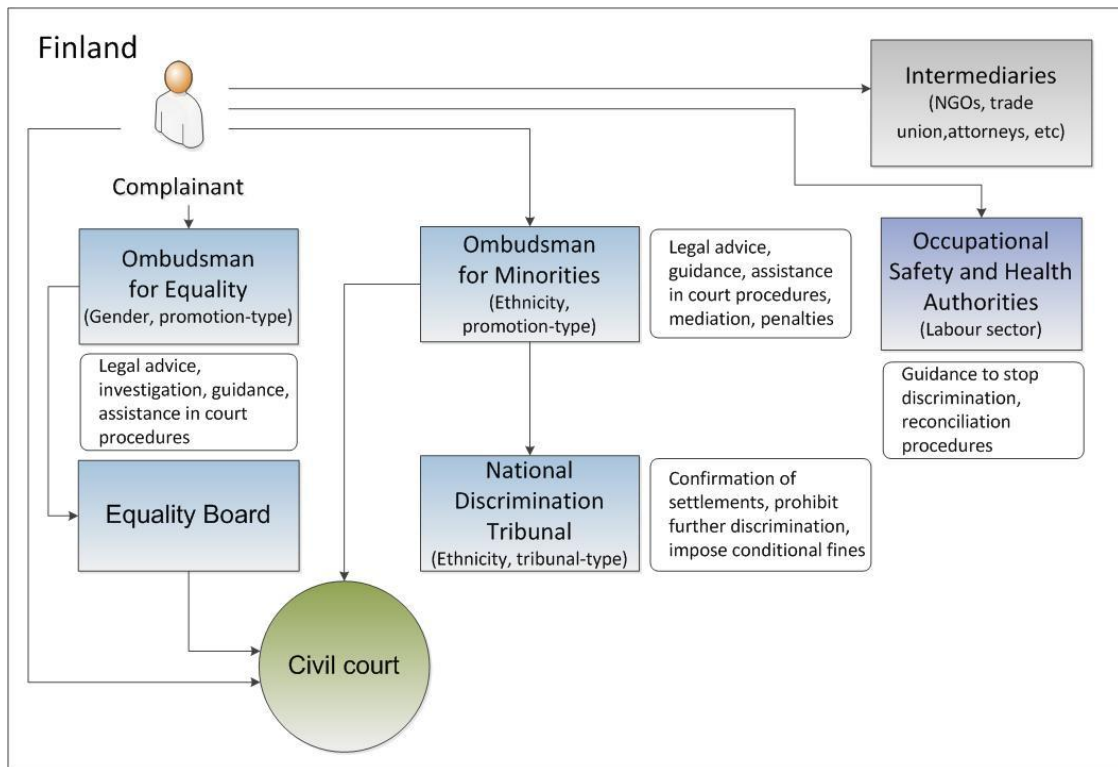 Finland
Intermediaries
(NGOs, trade
union,attorneys, etc)
Complainant
Ombudsman
for Equality
(Gender, promotion-type)
Legal advice,
investigation, guidance,
assistance in court
procedures
Equality Board
Ombudsman
for Minorities
(Ethnicity,
promotion-type)
Legal advice,
guidance, assistance
in court procedures,
mediation, penalties
Occupational
Safety and Health
Authorities
(Labour sector)
Guidance to stop
discrimination,
reconciliation
procedures
National
Discrimination
Tribunal
(Ethnicity, tribunal-type)
Confirmation of
settlements, prohibit
further discrimination,
impose conditional fines
Civil court